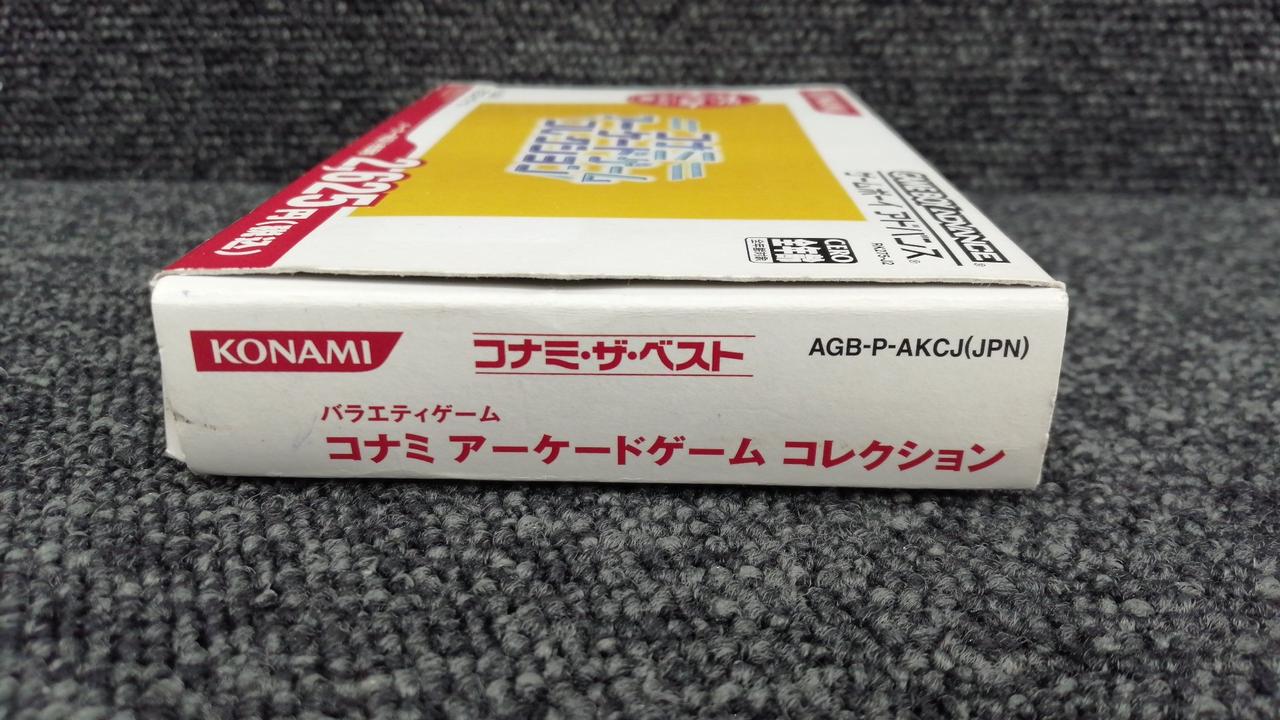 KONAMI
2,625円(税込)
GAME BOY ADVANCE
ゲームボーイアドバンス
CERO
全年齢
KONAMI
コナミ・ザ・ベスト
AGB-P-AKCJ(JPN)
バラエティゲーム
コナミ アーケードゲーム コレクション